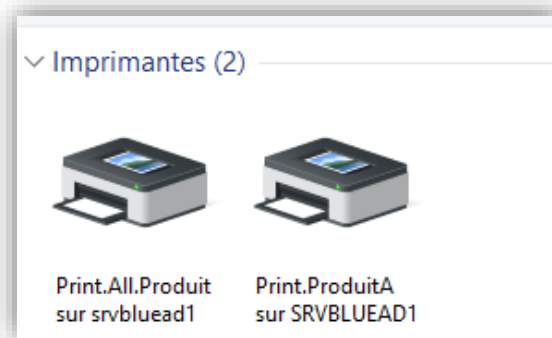 Imprimantes (2)
Print.All.Produit
sur srvbluead1
Print.ProduitA
sur SRVBLUEAD1